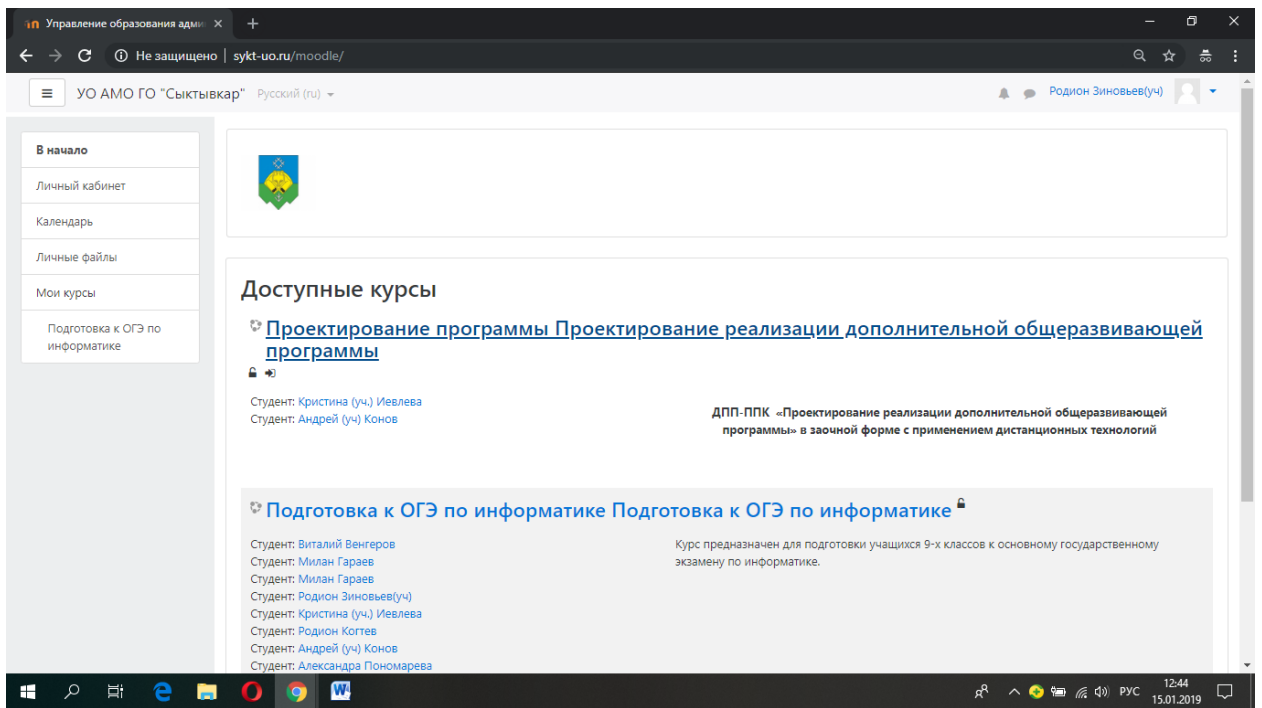 Управление образования адми
Не защищено | sykt-uo.ru/moodle/
УО АМО ГО "Сыктывкар" Русский (ru)
Родион Зиновьев(уч)
В начало
Личный кабинет
Календарь
Личные файлы
Мои курсы
Подготовка к ОГЭ по
информатике
Доступные курсы
Проектирование программы Проектирование реализации дополнительной общеразвивающей
программы
Студент: Кристина (уч.) Иевлева
Студент: Андрей (уч) Конов
ДПП-ППК «Проектирование реализации дополнительной общеразвивающей
программы» в заочной форме с применением дистанционных технологий
Подготовка к ОГЭ по информатике Подготовка к ОГЭ по информатике
Студент: Виталий Венгеров
Студент: Милан Гараев
Студент: Милан Гараев
Студент: Родион Зиновьев(уч)
Студент: Кристина (уч.) Иевлева
Студент: Родион Когтев
Студент: Андрей (уч) Конов
Студент: Александра Пономарева
Курс предназначен для подготовки учащихся 9-х классов к основному государственному
экзамену по информатике.
РУС
12:44
15.01.2019